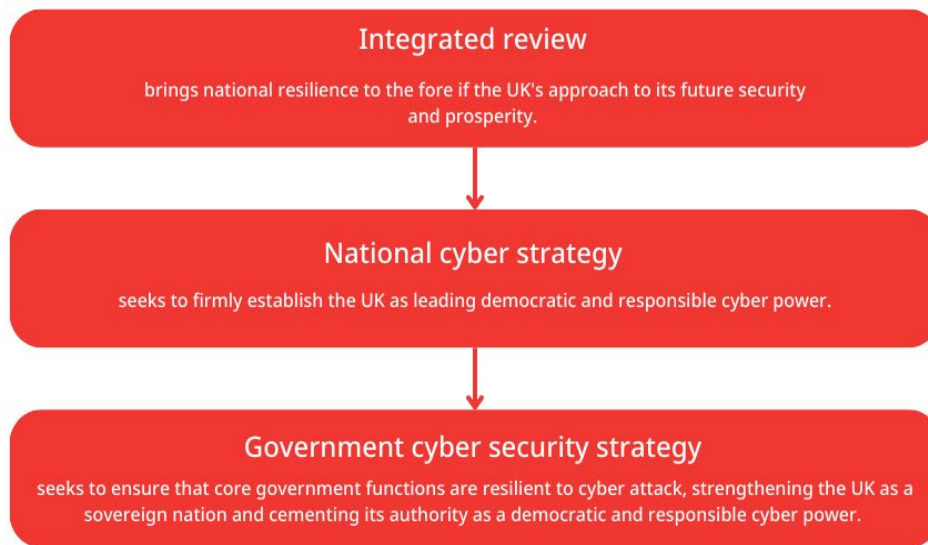 Integrated review
brings national resilience to the fore if the UK's approach to its future security
and prosperity.
National cyber strategy
seeks to firmly establish the UK as leading democratic and responsible cyber power.
Government cyber security strategy
seeks to ensure that core government functions are resilient to cyber attack, strengthening the UK as a
sovereign nation and cementing its authority as a democratic and responsible cyber power.